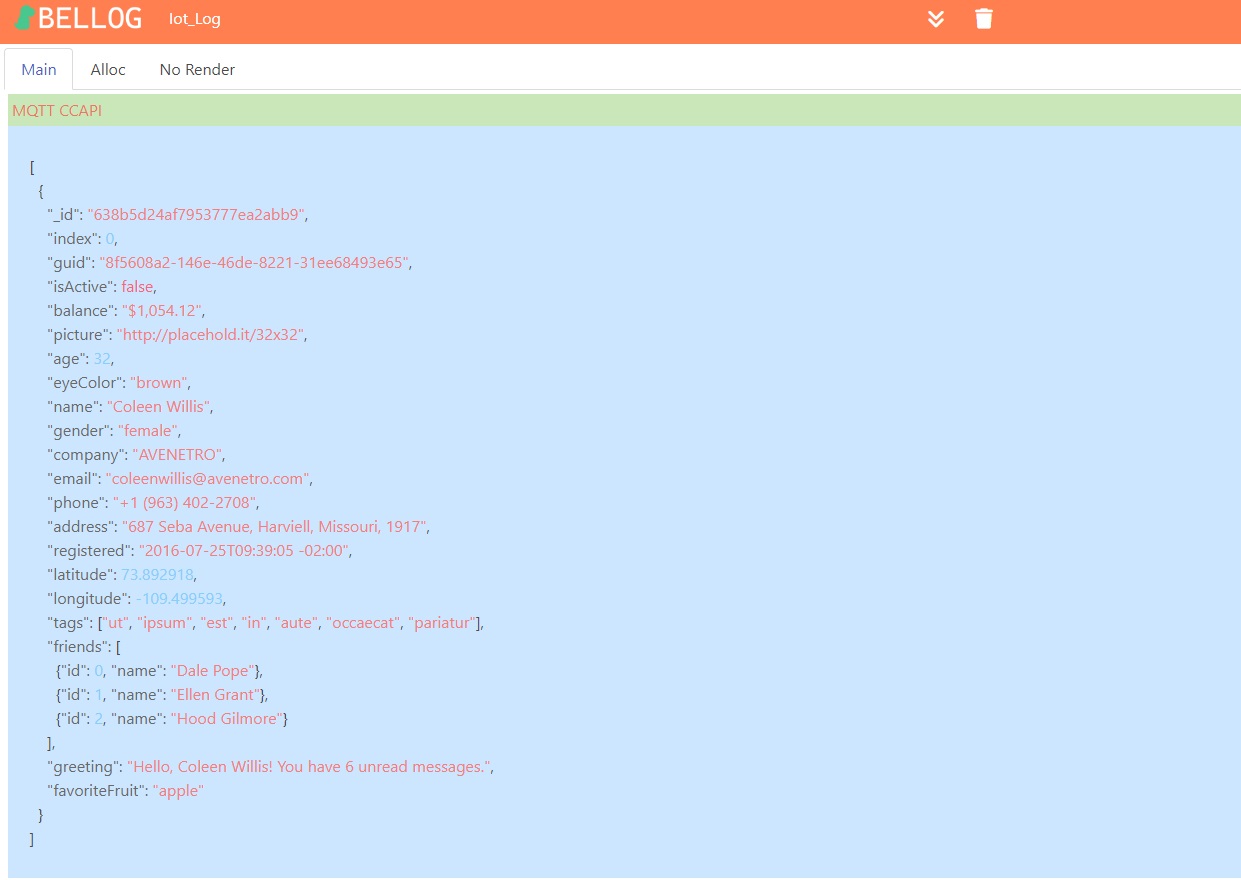 BELLOG Iot_Log
Main Alloc No Render
MQTT CCAPI
[
{
"_id": "638b5d24af7953777ea2abb9",
"index": 0,
"guid": "8f5608a2-146e-46de-8221-31ee68493e65",
"isActive": false,
"balance": "$1,054.12",
"picture": "http://placehold.it/32x32",
"age": 32,
"eyeColor": "brown",
"name": "Coleen Willis",
"gender": "female",
"company": "AVENETRO",
"email": "coleenwillis@avenetro.com",
"phone": "+1 (963) 402-2708",
"address": "687 Seba Avenue, Harviell, Missouri, 1917",
"registered": "2016-07-25T09:39:05 -02:00",
"latitude": 73.892918,
"longitude": -109.499593,
"tags": ["ut", "ipsum", "est", "in", "aute", "occaecat", "pariatur"],
"friends": [
{"id": 0, "name": "Dale Pope"},
{"id": 1, "name": "Ellen Grant"},
{"id": 2, "name": "Hood Gilmore"}
],
"greeting": "Hello, Coleen Willis! You have 6 unread messages.",
"favoriteFruit": "apple"
}
]